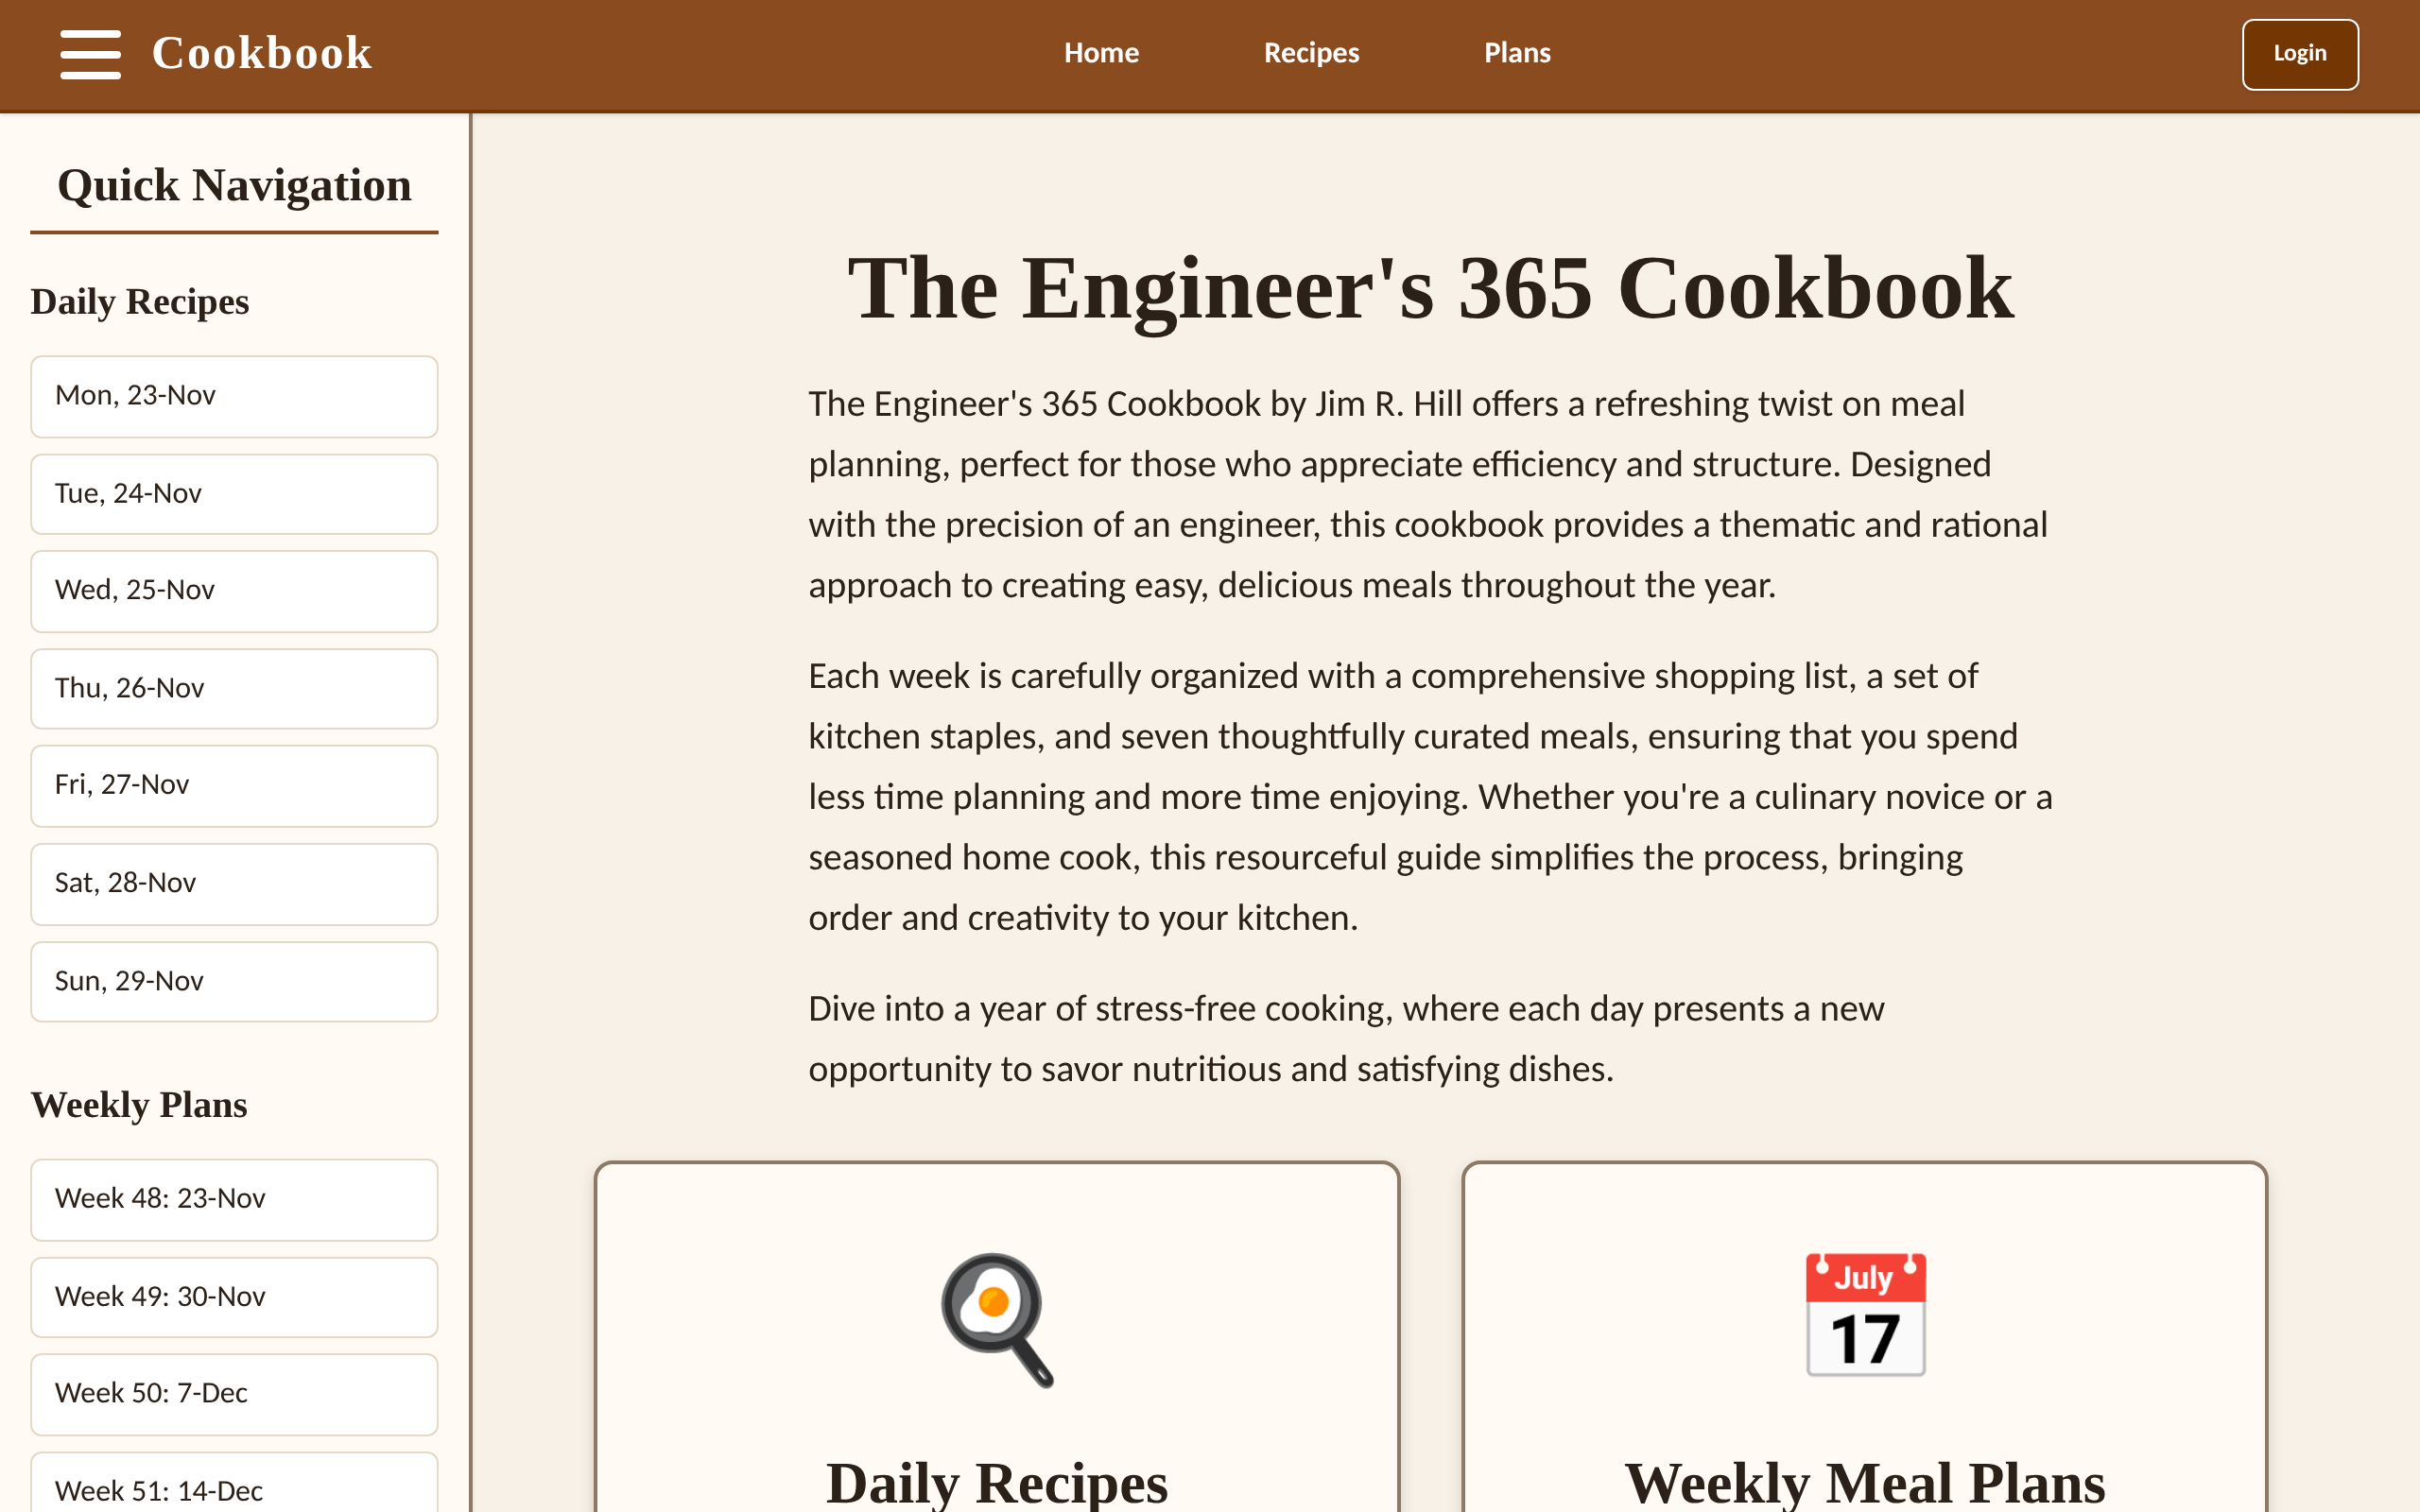 Cookbook
Home Recipes Plans
Login
Quick Navigation
Daily Recipes
Mon, 23-Nov
Tue, 24-Nov
Wed, 25-Nov
Thu, 26-Nov
Fri, 27-Nov
Sat, 28-Nov
Sun, 29-Nov
Weekly Plans
Week 48: 23-Nov
Week 49: 30-Nov
Week 50: 7-Dec
Week 51: 14-Dec
The Engineer's 365 Cookbook
The Engineer's 365 Cookbook by Jim R. Hill offers a refreshing twist on meal
planning, perfect for those who appreciate efficiency and structure. Designed
with the precision of an engineer, this cookbook provides a thematic and rational
approach to creating easy, delicious meals throughout the year.
Each week is carefully organized with a comprehensive shopping list, a set of
kitchen staples, and seven thoughtfully curated meals, ensuring that you spend
less time planning and more time enjoying. Whether you're a culinary novice or a
seasoned home cook, this resourceful guide simplifies the process, bringing
order and creativity to your kitchen.
Dive into a year of stress-free cooking, where each day presents a new
opportunity to savor nutritious and satisfying dishes.
Daily Recipes
July
17
Weekly Meal Plans